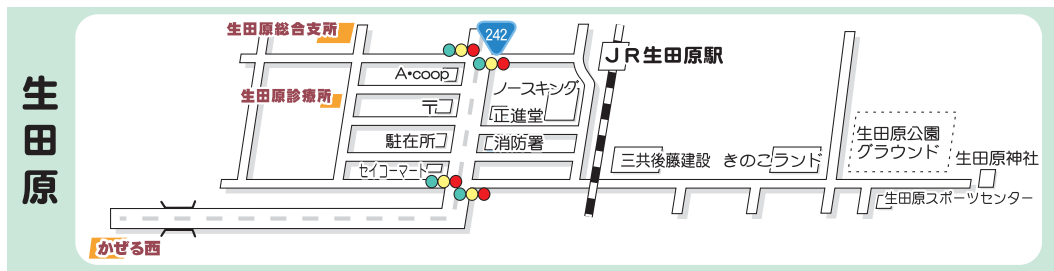 生田原
生田原総合支所
242
JR生田原駅
A•coop
ノースキング
生田原診療所
〒
正進堂
駐在所
消防署
生田原公園
グラウンド
セイコーマート
三共後藤建設
きのこランド
生田原神社
生田原スポーツセンター
かぜる西